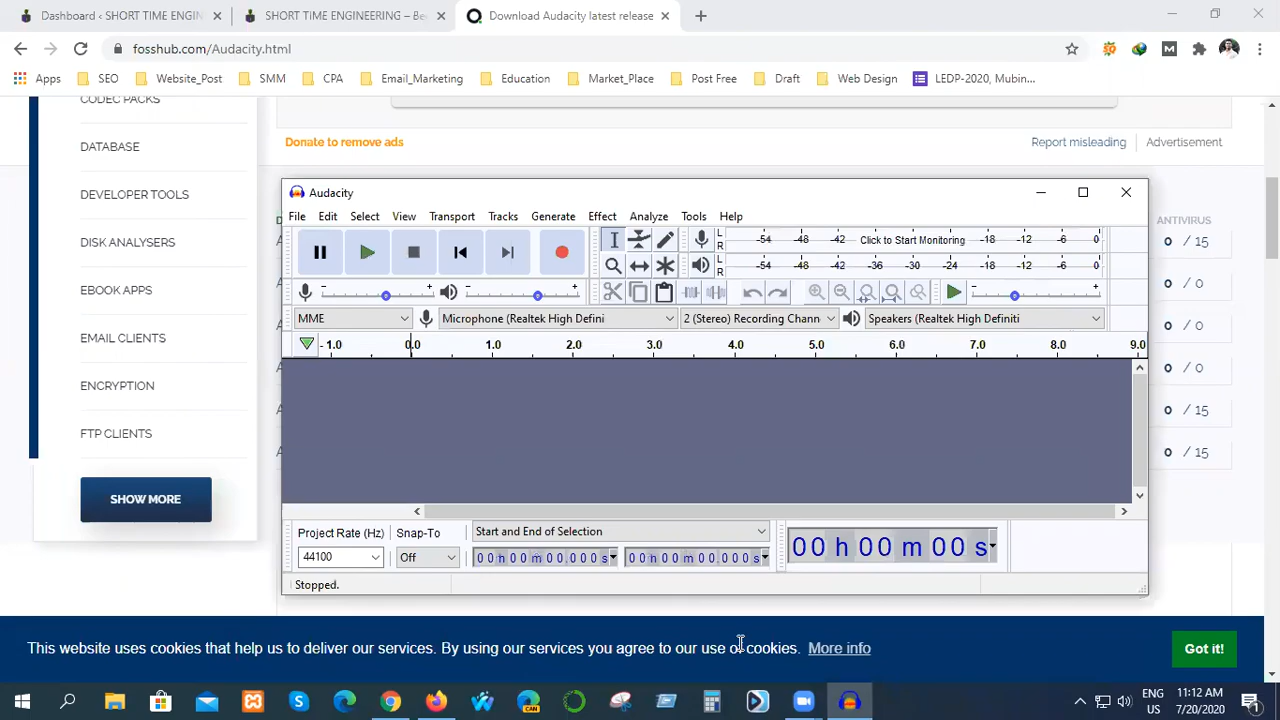 Dashboard ‹ SHORT TIME ENGIN
SHORT TIME ENGINEERING – Be
Download Audacity latest release
fosshub.com/Audacity.html
Apps
SEO
Website_Post
SMM
CPA
Email_Marketing
Education
Market_Place
Post Free
Draft
Web Design
LEDP-2020, Mubin...
CODEC PACKS
DATABASE
DEVELOPER TOOLS
DISK ANALYSERS
EBOOK APPS
EMAIL CLIENTS
ENCRYPTION
FTP CLIENTS
SHOW MORE
Donate to remove ads
Report misleading
Advertisement
ANTIVIRUS
0 / 15
0 / 0
0 / 15
0 / 0
0 / 15
0 / 15
Audacity
File Edit Select View Transport Tracks Generate Effect Analyze Tools Help
L
R
-54 -48 -42 Click to Start Monitoring -18 -12 -6 0
L
R
-54 -48 -42 -36 -30 -24 -18 -12 -6 0
- + - + - +
MME
Microphone (Realtek High Defini
2 (Stereo) Recording Chann
Speakers (Realtek High Definiti
- 1.0 0.0 1.0 2.0 3.0 4.0 5.0 6.0 7.0 8.0 9.0
Project Rate (Hz)
Snap-To
Start and End of Selection
44100
Off
00 h 00 m 00.000 s
00 h 00 m 00.000 s
00 h 00 m 00 s
Stopped.
This website uses cookies that help us to deliver our services. By using our services you agree to our use of cookies. More info
Got it!
ENG
US
11:12 AM
7/20/2020